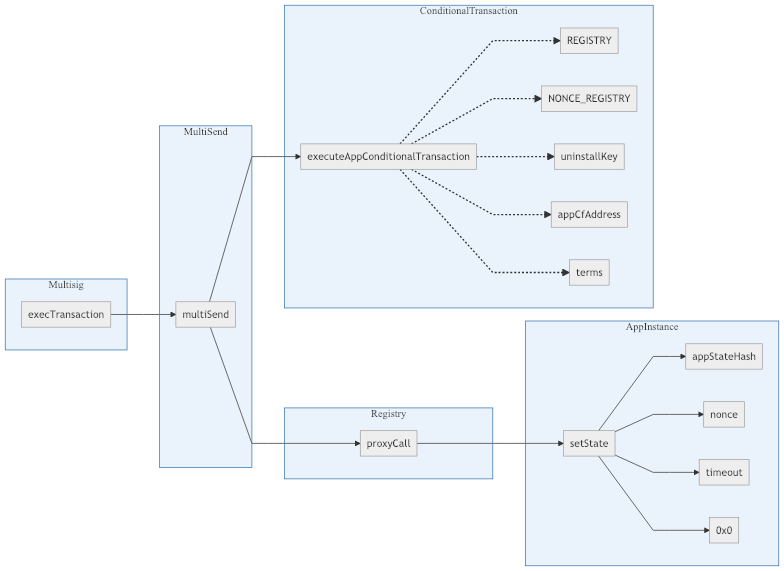 ConditionalTransaction
REGISTRY
NONCE_REGISTRY
MultiSend
executeAppConditionalTransaction
uninstallKey
appCfAddress
terms
Multisig
execTransaction
multiSend
AppInstance
appStateHash
Registry
nonce
proxyCall
setState
timeout
0x0